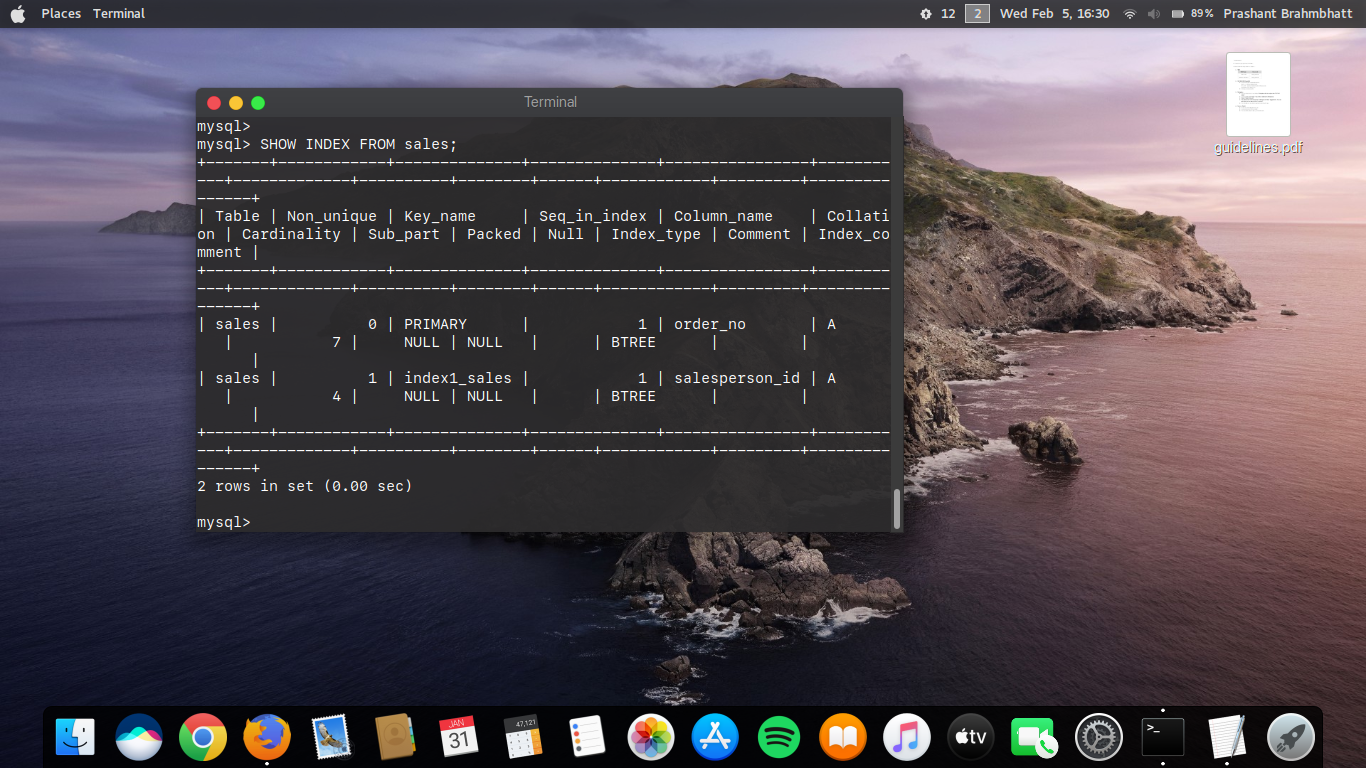 Places Terminal 12 2 Wed Feb 5, 16:30 89% Prashant Brahmbhatt
Terminal
mysql>
mysql> SHOW INDEX FROM sales;
+-------+------------+--------------+--------------+----------------+--------
---+-------------+----------+--------+------+------------+---------+---------
------+
| Table | Non_unique | Key_name     | Seq_in_index | Column_name    | Collati
on | Cardinality | Sub_part | Packed | Null | Index_type | Comment | Index_co
mment |
+-------+------------+--------------+--------------+----------------+--------
---+-------------+----------+--------+------+------------+---------+---------
------+
| sales |          0 | PRIMARY      |            1 | order_no       | A
   |           7 |     NULL | NULL   |      | BTREE      |         |
      |
| sales |          1 | index1_sales |            1 | salesperson_id | A
   |           4 |     NULL | NULL   |      | BTREE      |         |
      |
+-------+------------+--------------+--------------+----------------+--------
---+-------------+----------+--------+------+------------+---------+---------
------+
2 rows in set (0.00 sec)
mysql>
guidelines.pdf
JAN
31
47,121
tv
>_